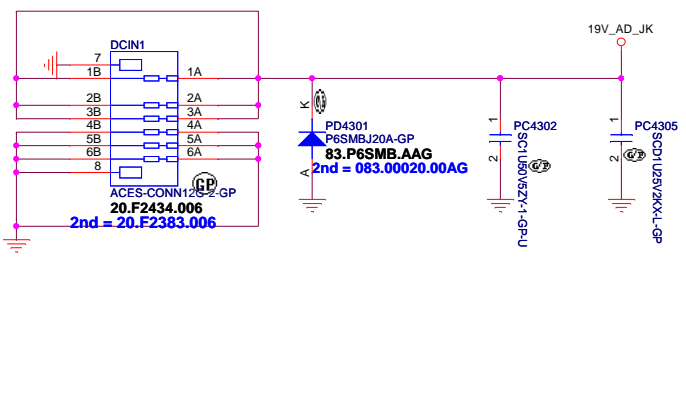 19V_AD_JK
DCIN1
7
1B 1A
2B 2A
3B 3A
4B 4A
5B 5A
6B 6A
8
GP
ACES-CONN12G-2-GP
20.F2434.006
2nd = 20.F2383.006
K
A
PD4301
P6SMBJ20A-GP
83.P6SMB.AAG
2nd = 083.00020.00AG
1
2
PC4302
SC1U50V5ZY-1-GP-U
1
2
PC4305
SCD1U25V2KX-L-GP